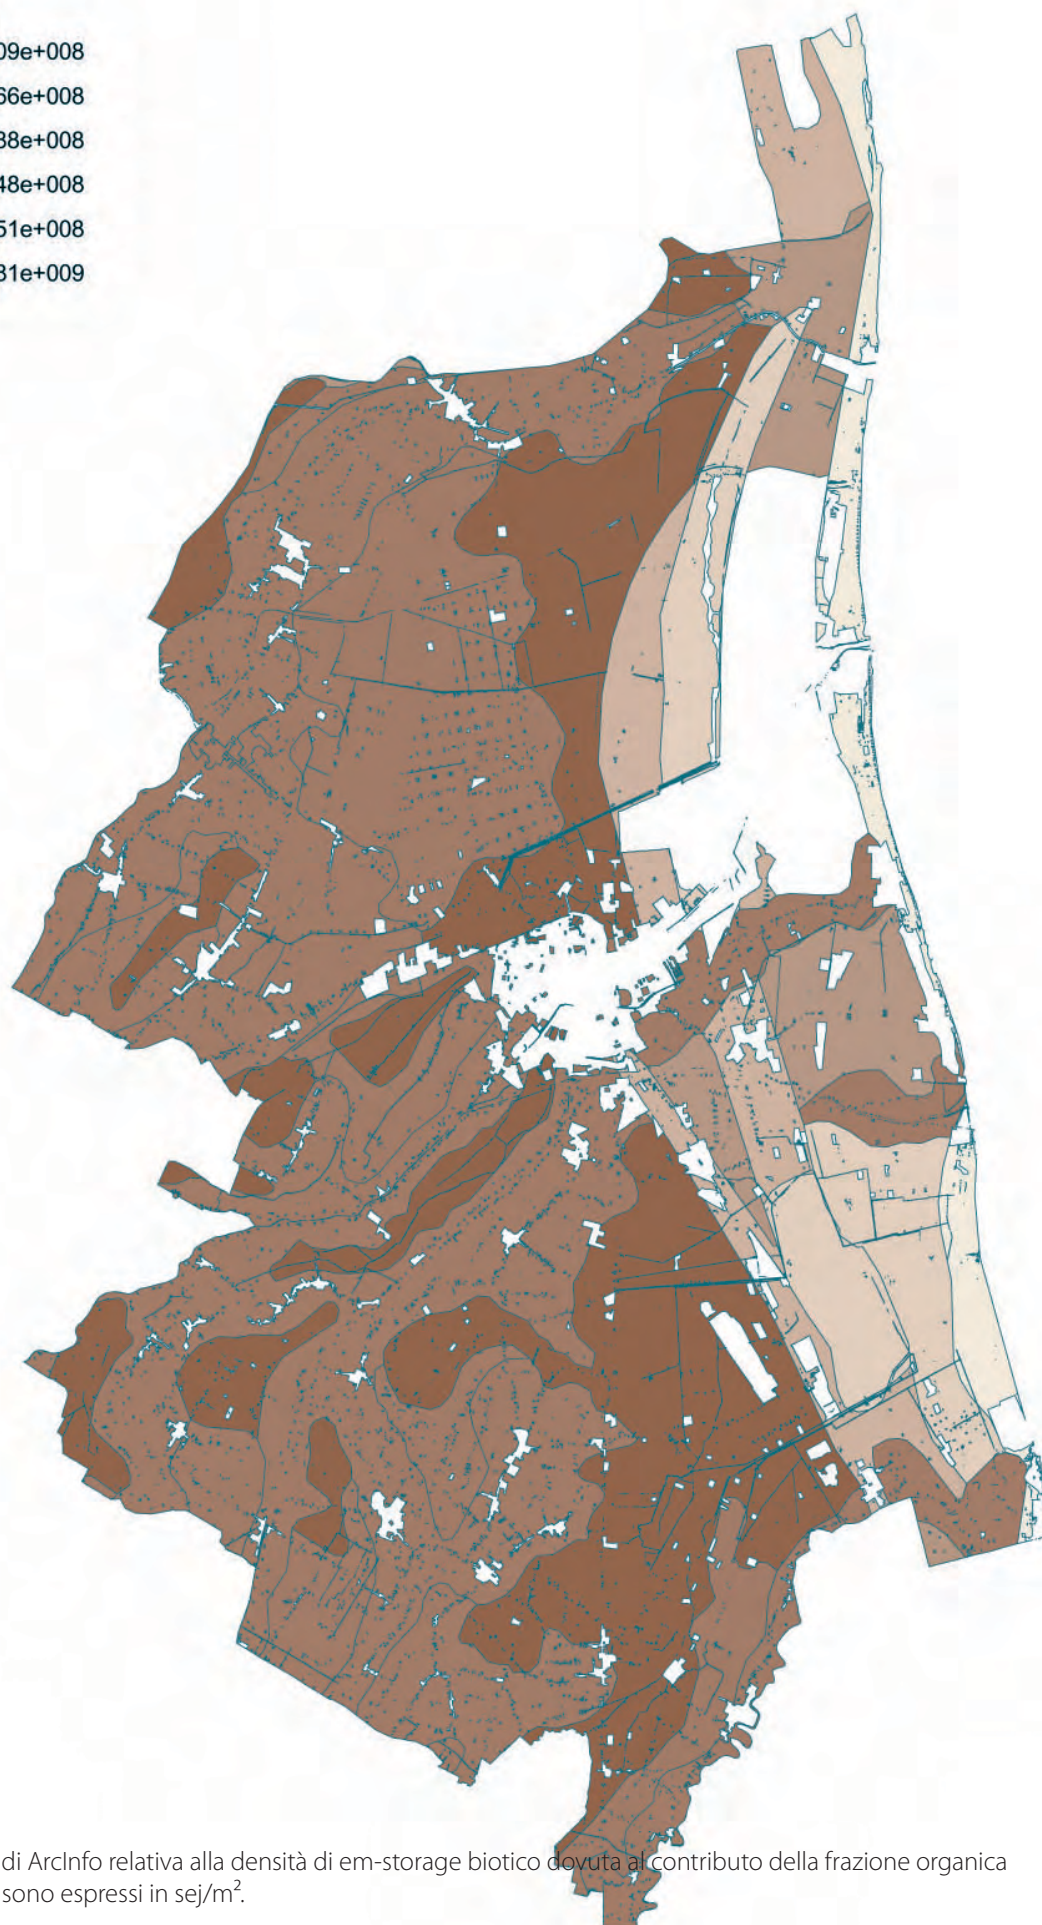 09e+008
66e+008
38e+008
48e+008
51e+008
31e+009
di ArcInfo relativa alla densità di em-storage biotico dovuta al contributo della frazione organica
sono espressi in sej/m².